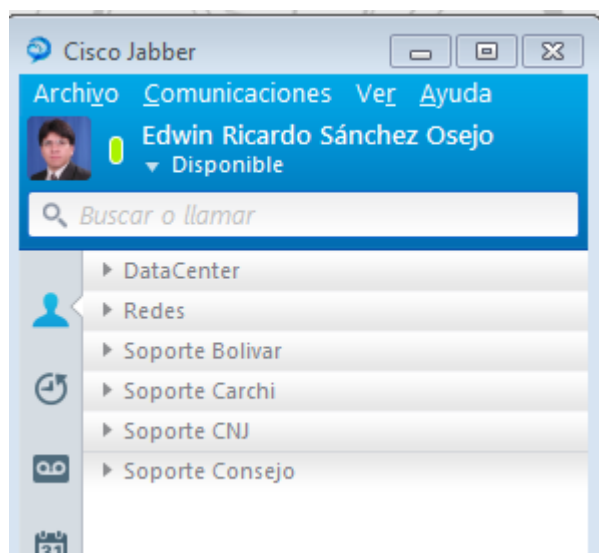 Cisco Jabber
Archivo Comunicaciones Ver Ayuda
Edwin Ricardo Sánchez Osejo
Disponible
Buscar o llamar
DataCenter
Redes
Soporte Bolivar
Soporte Carchi
Soporte CNJ
Soporte Consejo
31